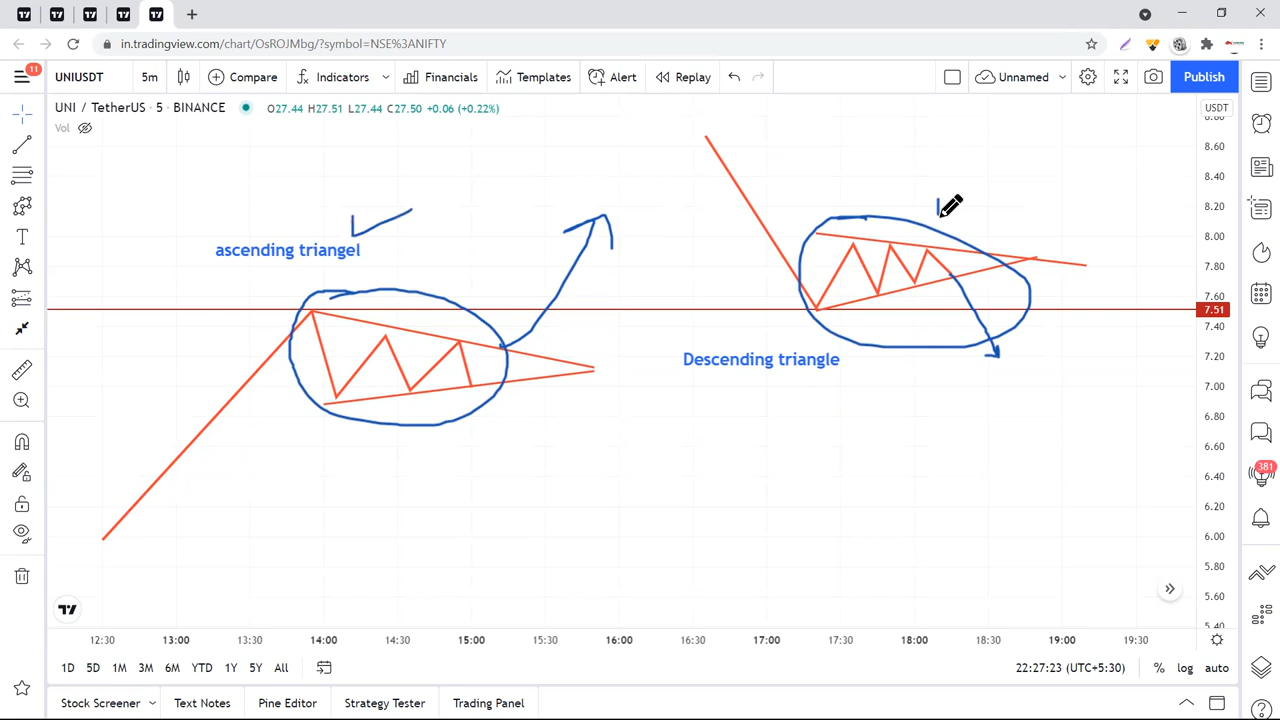 in.tradingview.com/chart/OsROJMbg/?symbol=NSE%3ANIFTY
11
UNIUSDT 5m Compare Indicators Financials Templates Alert Replay Unnamed Publish
UNI / TetherUS · 5 · BINANCE O27.44 H27.51 L27.44 C27.50 +0.06 (+0.22%)
USDT
Vol
8.60
8.40
8.20
ascending triangel
8.00
7.80
7.60
7.51
7.40
Descending triangle
7.20
7.00
6.80
6.60
6.40
381
6.20
6.00
5.80
5.60
5.40
12:30 13:00 13:30 14:00 14:30 15:00 15:30 16:00 16:30 17:00 17:30 18:00 18:30 19:00 19:30
1D 5D 1M 3M 6M YTD 1Y 5Y All 22:27:23 (UTC+5:30) % log auto
Stock Screener Text Notes Pine Editor Strategy Tester Trading Panel